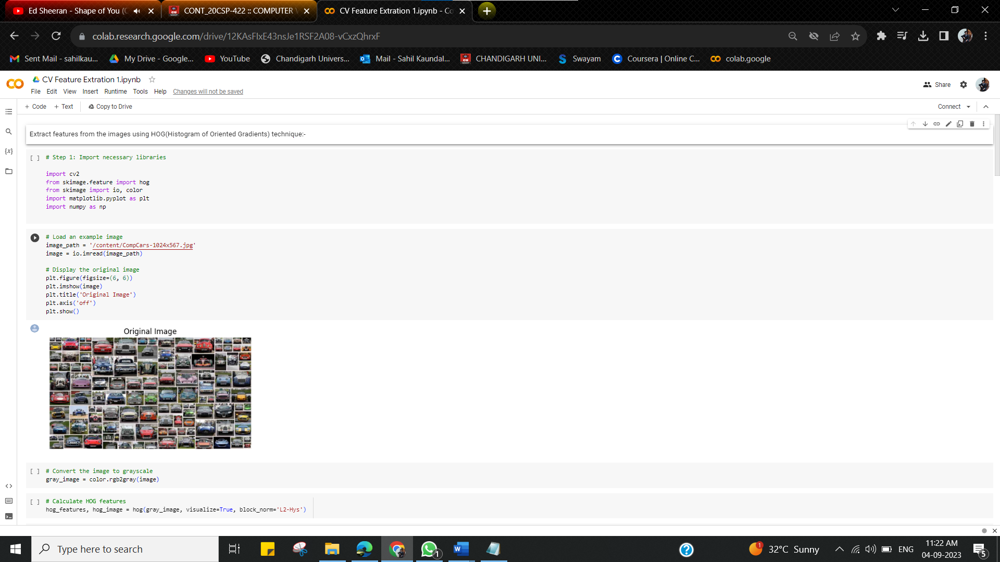 Ed Sheeran - Shape of You (
CONT_20CSP-422 :: COMPUTER
CV Feature Extration 1.ipynb - Co
colab.research.google.com/drive/12KAsFIxE43nsJe1RSF2A08-vCxzQhrxF
Sent Mail - sahilkau...
My Drive - Google...
YouTube
Chandigarh Univers...
Mail - Sahil Kaundal...
CHANDIGARH UNI...
Swayam
Coursera | Online C...
colab.google
CV Feature Extration 1.ipynb
File Edit View Insert Runtime Tools Help Changes will not be saved
Share
+ Code + Text Copy to Drive
Connect
Extract features from the images using HOG(Histogram of Oriented Gradients) technique:-
[ ] # Step 1: Import necessary libraries
import cv2
from skimage.feature import hog
from skimage import io, color
import matplotlib.pyplot as plt
import numpy as np
# Load an example image
image_path = '/content/CompCars-1024x567.jpg'
image = io.imread(image_path)
# Display the original image
plt.figure(figsize=(6, 6))
plt.imshow(image)
plt.title('Original Image')
plt.axis('off')
plt.show()
Original Image
[ ] # Convert the image to grayscale
gray_image = color.rgb2gray(image)
[ ] # Calculate HOG features
hog_features, hog_image = hog(gray_image, visualize=True, block_norm='L2-Hys')
Type here to search
1
1
32°C Sunny
ENG
11:22 AM
04-09-2023
5